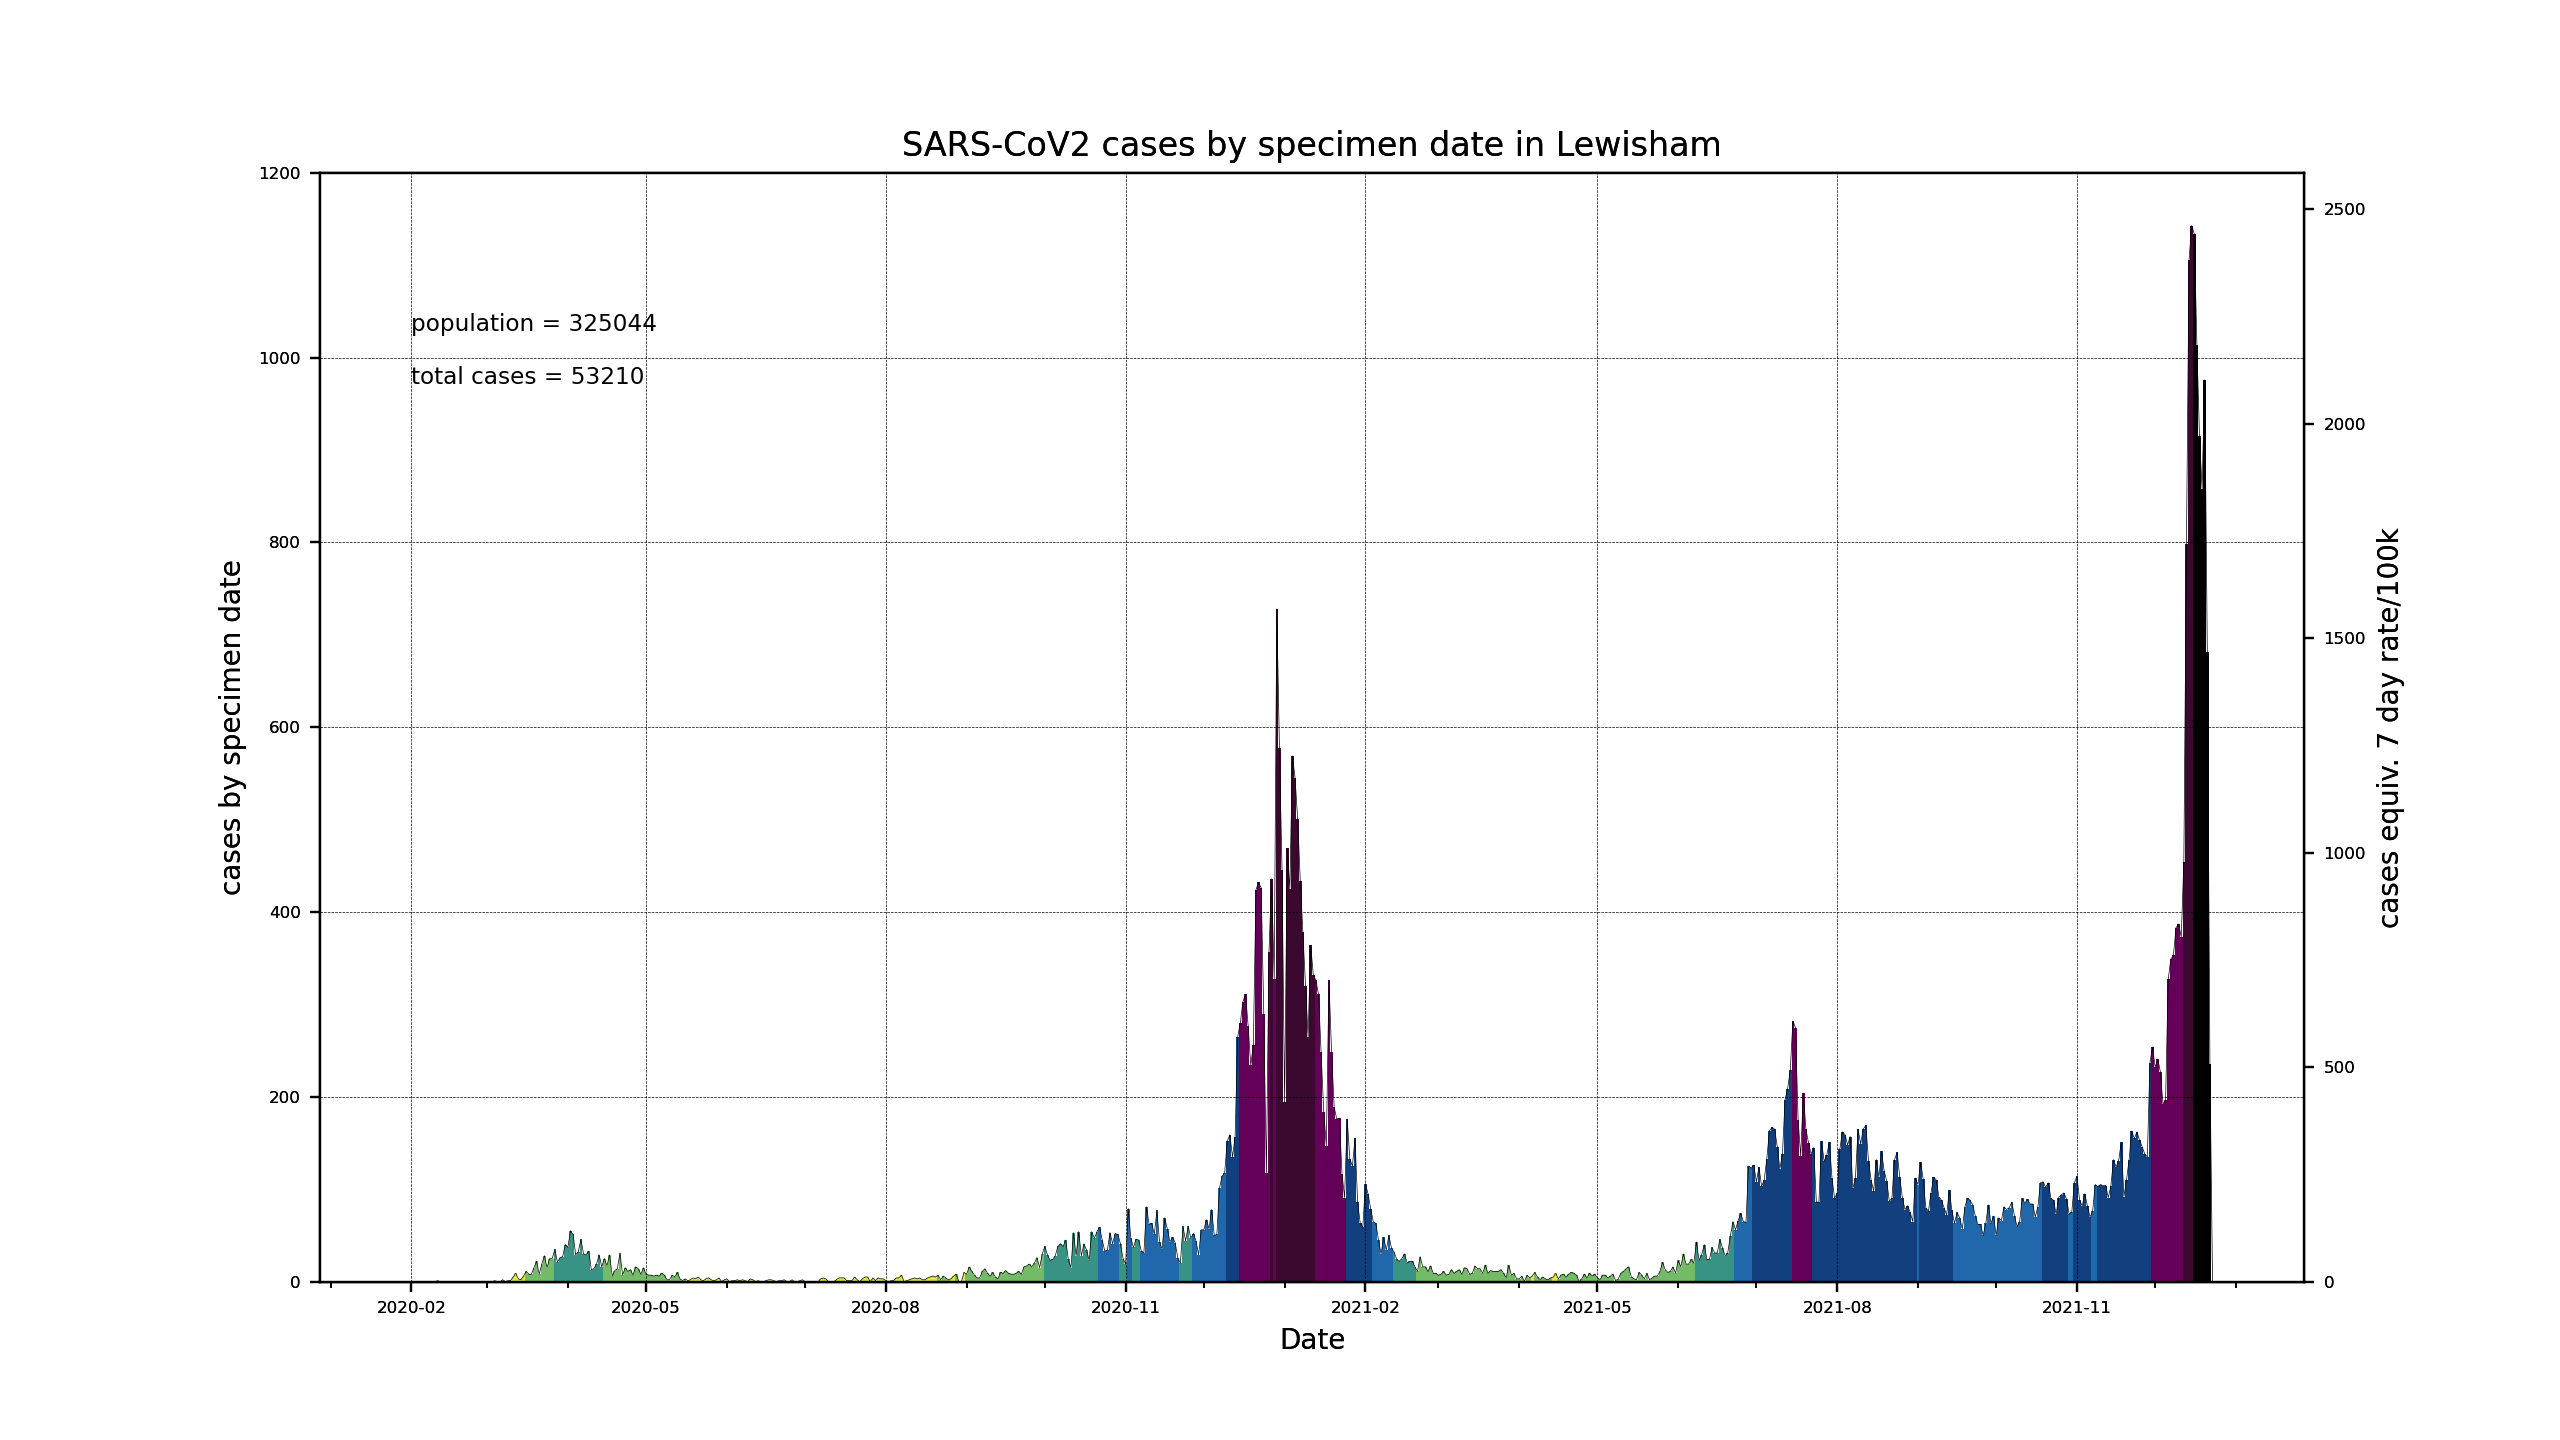 SARS-CoV2 cases by specimen date in Lewisham
population = 325044
total cases = 53210
cases by specimen date
1200
1000
800
600
400
200
0
2500
2000
1500
1000
500
0
cases equiv. 7 day rate/100k
2020-02 2020-05 2020-08 2020-11 2021-02 2021-05 2021-08 2021-11
Date